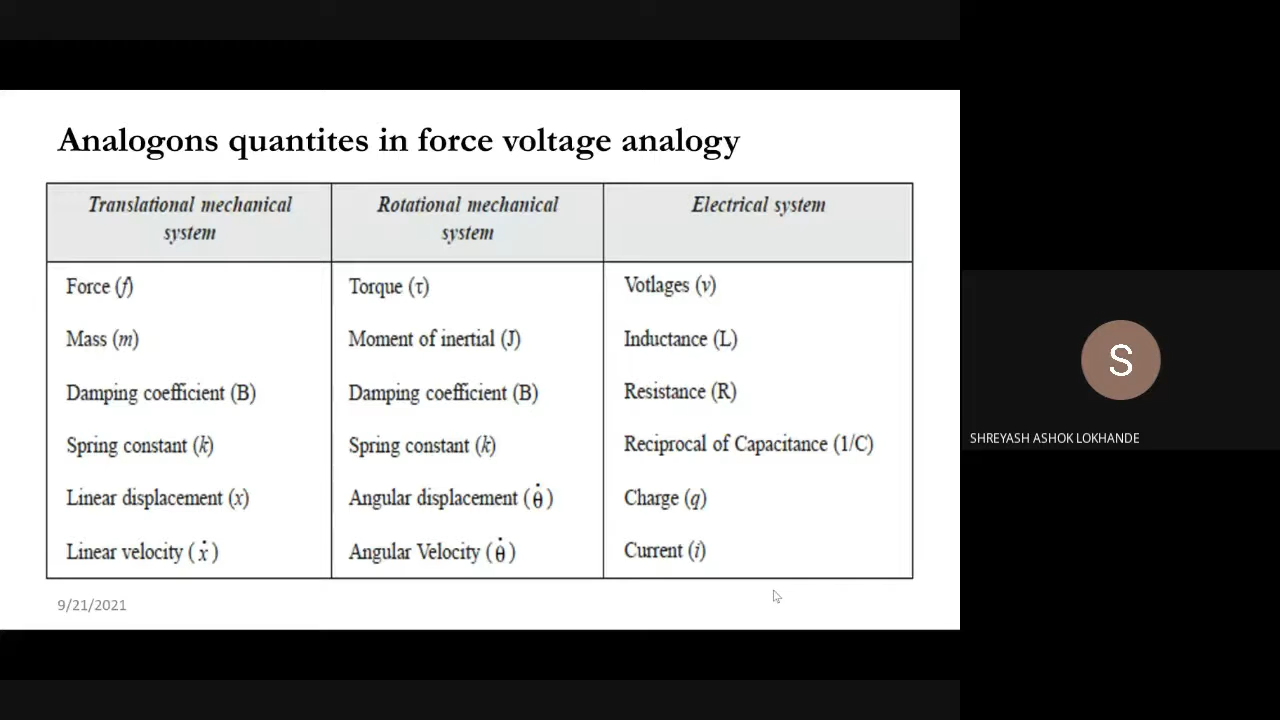 Analogons quantites in force voltage analogy
Translational mechanical system
Rotational mechanical system
Electrical system
Force (f)
Torque (τ)
Votlages (v)
Mass (m)
Moment of inertial (J)
Inductance (L)
Damping coefficient (B)
Damping coefficient (B)
Resistance (R)
Spring constant (k)
Spring constant (k)
Reciprocal of Capacitance (1/C)
Linear displacement (x)
Angular displacement (θ̇)
Charge (q)
Linear velocity (ẋ)
Angular Velocity (θ̇)
Current (i)
9/21/2021
S
SHREYASH ASHOK LOKHANDE